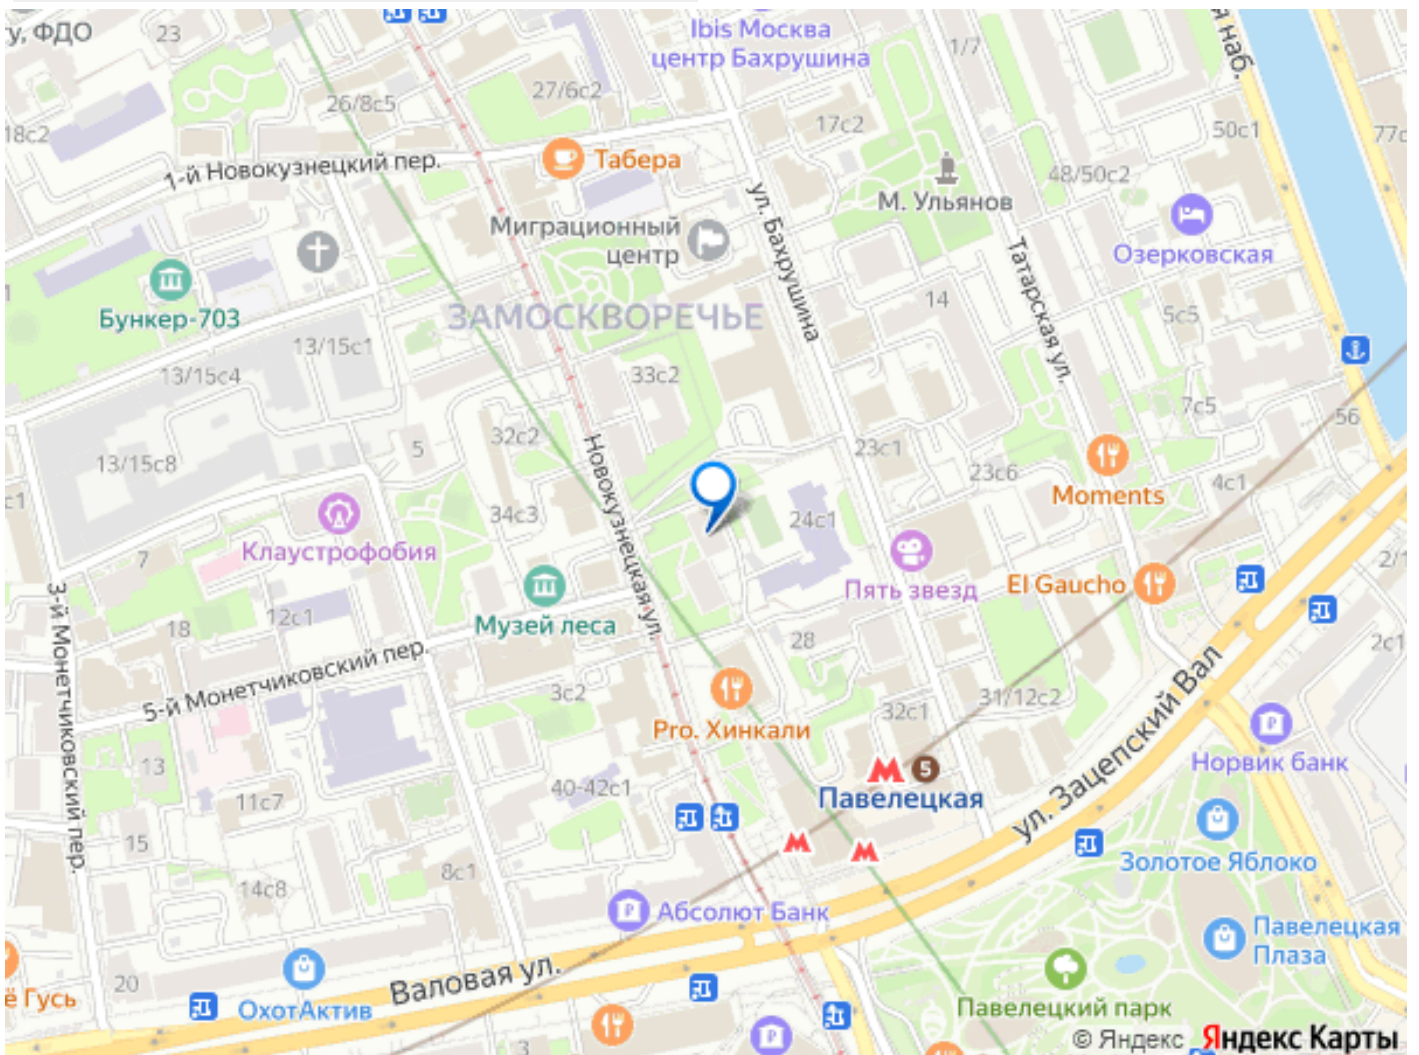 у, ФДО
23
Ibis Москва
центр Бахрушина
1/7
я наб.
26/8с5
27/6с2
17с2
50с1
77с
18с2
1-й Новокузнецкий пер.
Табера
48/50с2
М. Ульянов
ул. Бахрушина
Миграционный
центр
Озерковская
Татарская ул.
Бункер-703
ЗАМОСКВОРЕЧЬЕ
14
5с5
13/15с1
13/15с4
33с2
7с5
56
32с2
5
23с1
23с6
13/15с8
Moments
4с1
с1
Новокузнецкая ул.
34с3
24с1
Клаустрофобия
7
Пять звезд
El Gaucho
2/1
3-й Монетчиковский пер.
Музей леса
12с1
18
28
2с1
5-й Монетчиковский пер.
3с2
31/12с2
32с1
Pro. Хинкали
ул. Зацепский Вал
Норвик банк
13
5
Павелецкая
40-42с1
11с7
15
Золотое Яблоко
8с1
14с8
Абсолют Банк
Павелецкая
Плаза
Валовая ул.
20
ё Гусь
ОхотАктив
Павелецкий парк
3
© Яндекс Яндекс Карты